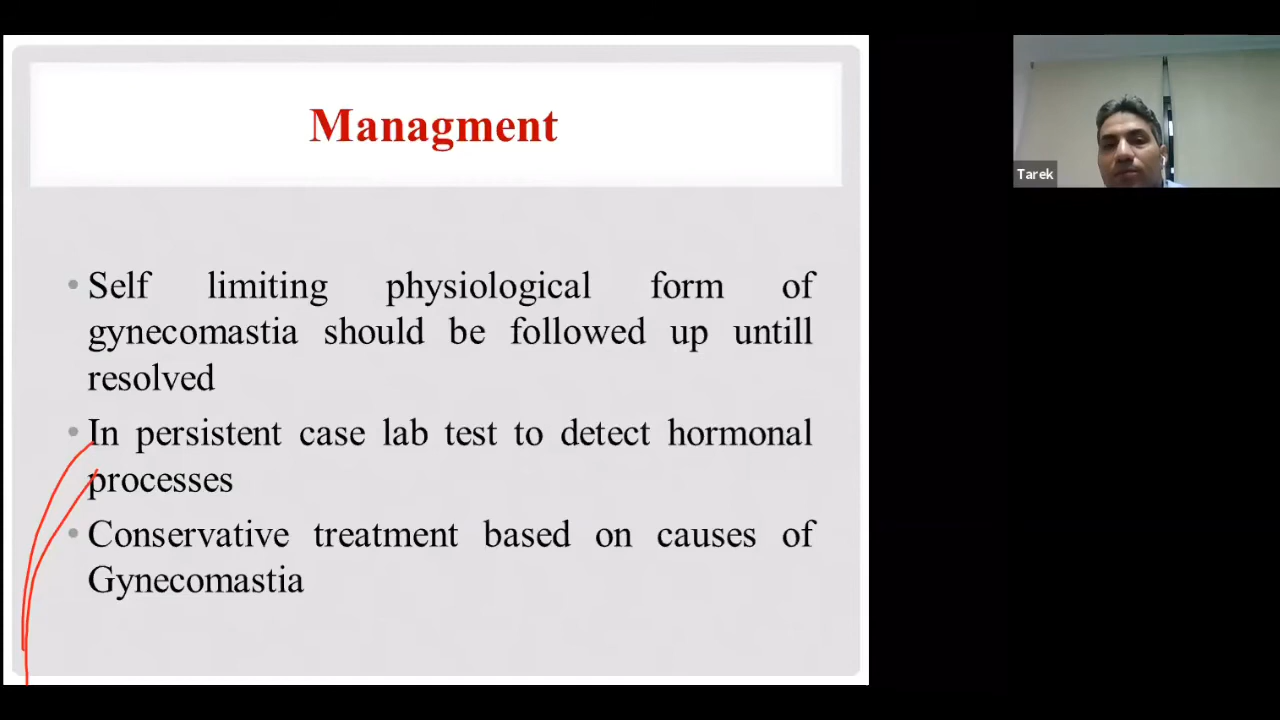 Managment
Self limiting physiological form of
gynecomastia should be followed up untill
resolved
In persistent case lab test to detect hormonal
processes
Conservative treatment based on causes of
Gynecomastia
Tarek